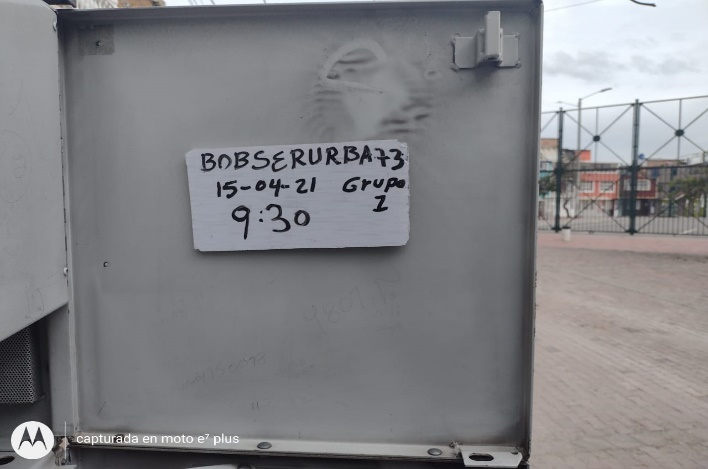 BOBSERURBA73
15-04-21 Grupo
9:30 1
capturada en moto e⁷ plus